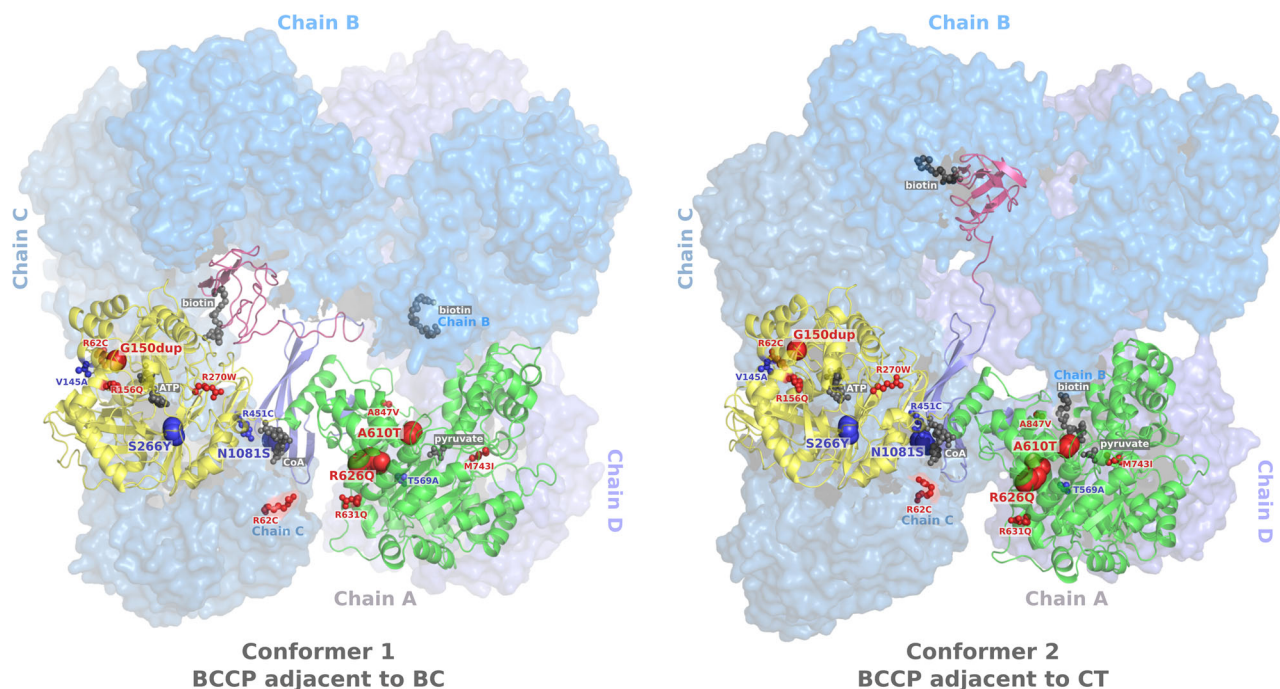 Chain B
Chain C
biotin
biotin
Chain B
R62C
G150dup
V145A
R156Q
ATP
R270W
S266Y
R451C
N1081S
CoA
A847V
A610T
pyruvate
R626Q
M743I
T569A
R631Q
R62C
Chain C
Chain D
Chain A
Conformer 1
BCCP adjacent to BC
Chain B
Chain C
biotin
R62C
G150dup
V145A
R156Q
ATP
R270W
S266Y
R451C
N1081S
CoA
Chain B
biotin
A847V
A610T
pyruvate
M743I
R626Q
T569A
R631Q
R62C
Chain C
Chain D
Chain A
Conformer 2
BCCP adjacent to CT